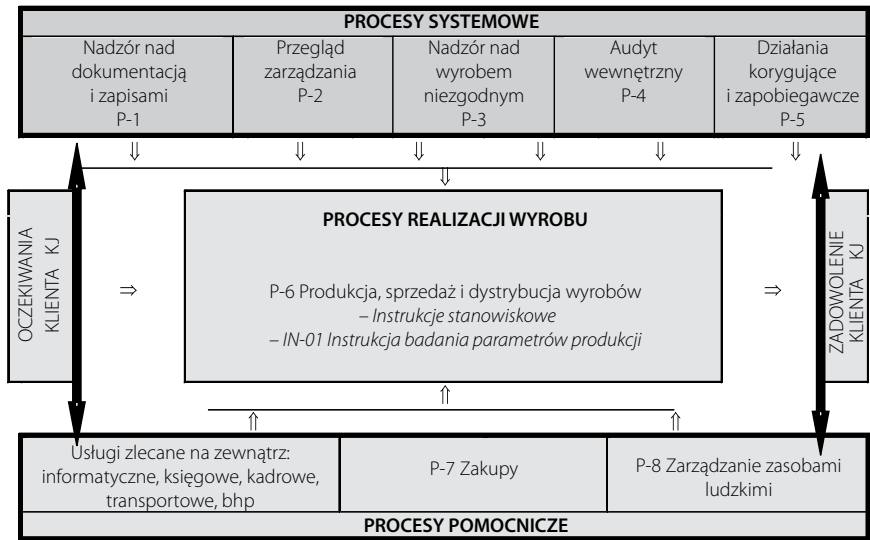 PROCESY SYSTEMOWE
Nadzór nad
dokumentacją
i zapisami
P-1
Przegląd
zarządzania
P-2
Nadzór nad
wyrobem
niezgodnym
P-3
Audyt
wewnętrzny
P-4
Działania
korygujące
i zapobiegawcze
P-5
⇓ ⇓ ⇓ ⇓ ⇓ ⇓
⇓
OCZEKIWANIA
KLIENTA KJ
⇒
PROCESY REALIZACJI WYROBU
P-6 Produkcja, sprzedaż i dystrybucja wyrobów
– Instrukcje stanowiskowe
– IN-01 Instrukcja badania parametrów produkcji
⇒
ZADOWOLENIE
KLIENTA KJ
⇑
⇑ ⇑
Usługi zlecane na zewnątrz:
informatyczne, księgowe, kadrowe,
transportowe, bhp
P-7 Zakupy
P-8 Zarządzanie zasobami
ludzkimi
PROCESY POMOCNICZE